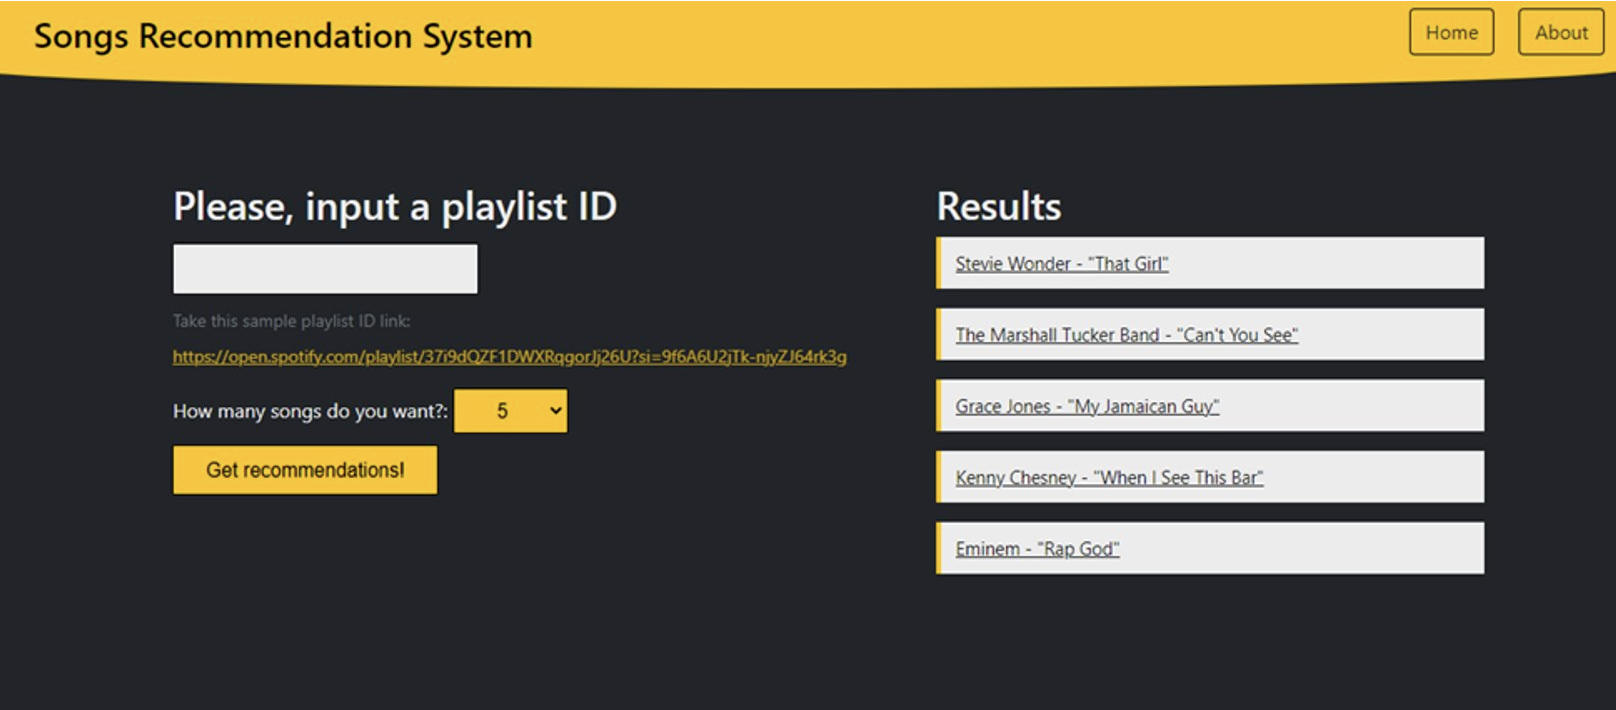 Songs Recommendation System
Home
About
Please, input a playlist ID
Take this sample playlist ID link:
https://open.spotify.com/playlist/37i9dQZF1DWXRqgorJj26U?si=9f6A6U2jTk-njyZJ64rk3g
How many songs do you want?: 5
Get recommendations!
Results
Stevie Wonder - "That Girl"
The Marshall Tucker Band - "Can't You See"
Grace Jones - "My Jamaican Guy"
Kenny Chesney - "When I See This Bar"
Eminem - "Rap God"